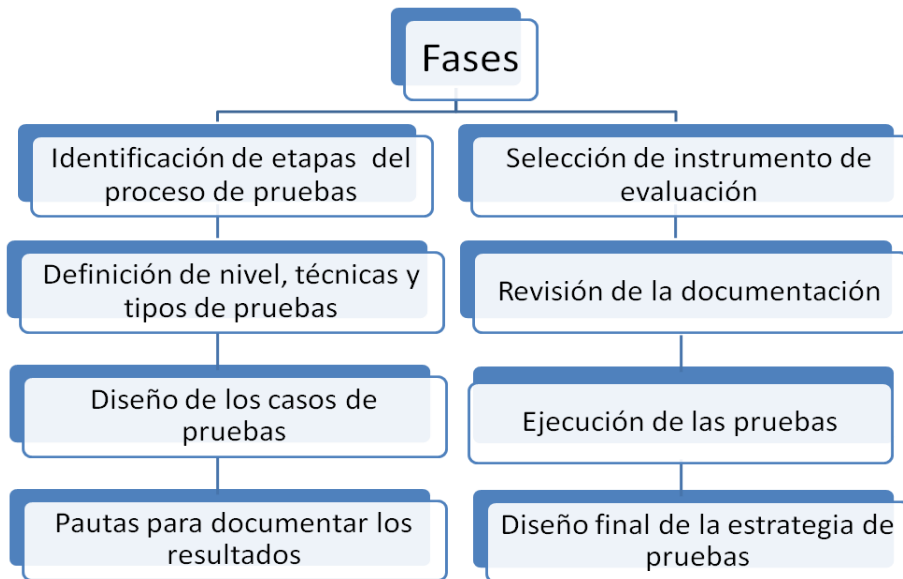 Fases
Identificación de etapas del
proceso de pruebas
Definición de nivel, técnicas y
tipos de pruebas
Diseño de los casos de
pruebas
Pautas para documentar los
resultados
Selección de instrumento de
evaluación
Revisión de la documentación
Ejecución de las pruebas
Diseño final de la estrategia de
pruebas